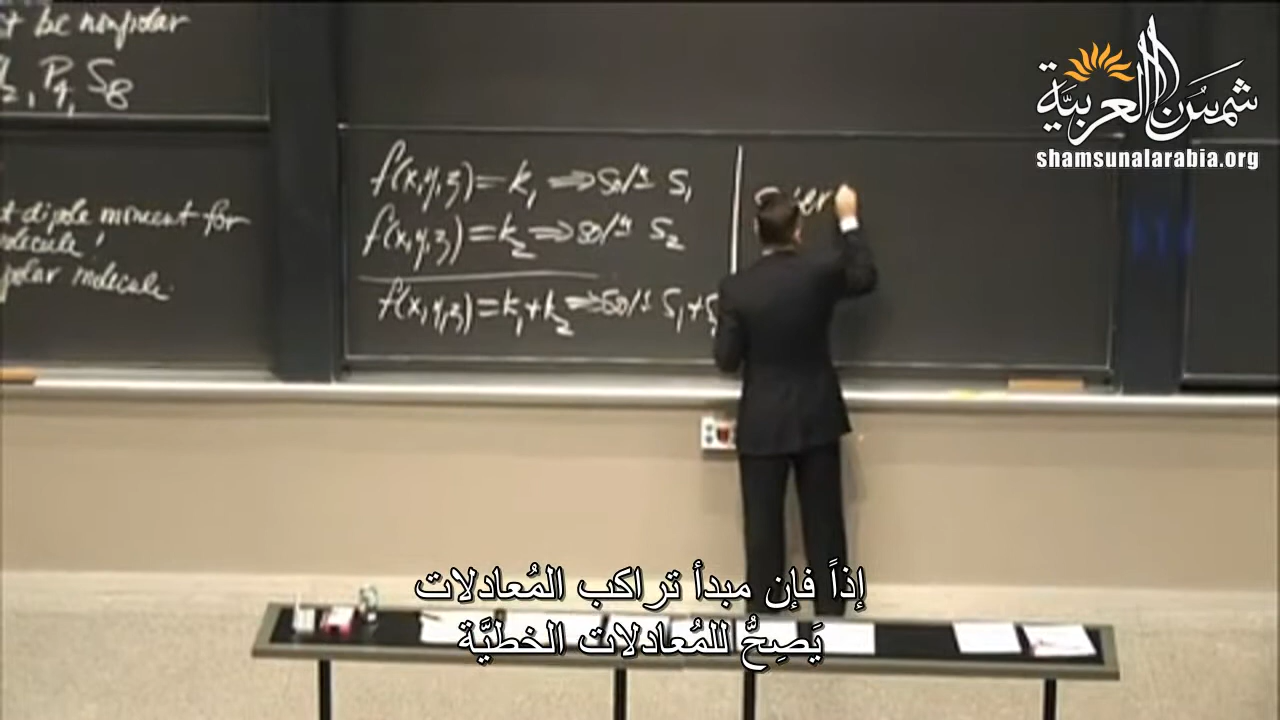 t be nonpolar
P₄, S₈
t dipole moment for
molecule!
polar molecule.
f(x,y,z) = k₁ ⇒ sol'n S₁
f(x,y,z) = k₂ ⇒ sol'n S₂
f(x,y,z) = k₁ + k₂ ⇒ sol'n S₁ + S₂
شمسنا العربية
shamsunalarabia.org
إذاً فإن مبدأ تراكب المُعادلات
يَصِحُّ للمُعادلات الخطيَّة